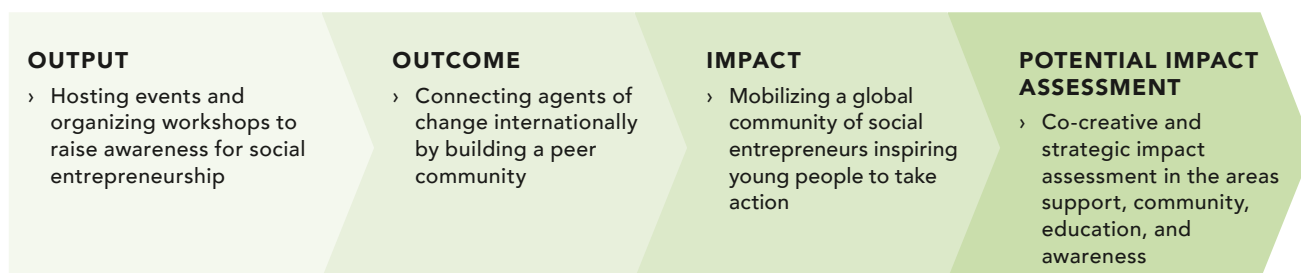 OUTPUT
› Hosting events and
organizing workshops to
raise awareness for social
entrepreneurship
OUTCOME
› Connecting agents of
change internationally
by building a peer
community
IMPACT
› Mobilizing a global
community of social
entrepreneurs inspiring
young people to take
action
POTENTIAL IMPACT
ASSESSMENT
› Co-creative and
strategic impact
assessment in the areas
support, community,
education, and
awareness